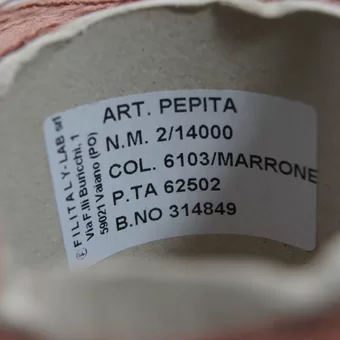 ART. PEPITA
N.M. 2/14000
COL. 6103/MARRONE
P.TA 62502
B.NO 314849
FILITALY-LAB srl
Via F.lli Buricchi, 1
59021 Vaiano (PO)